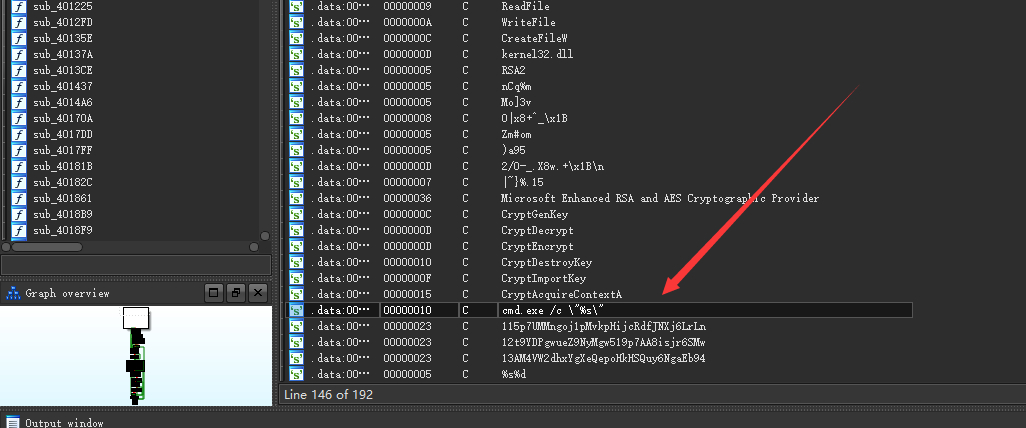 sub_401225
sub_4012FD
sub_40135E
sub_40137A
sub_4013CE
sub_401437
sub_4014A6
sub_40170A
sub_4017DD
sub_4017FF
sub_40181B
sub_40182C
sub_401861
sub_4018B9
sub_4018F9
Graph overview
.data:00… 00000009 C ReadFile
.data:00… 0000000A C WriteFile
.data:00… 0000000C C CreateFileW
.data:00… 0000000D C kernel32.dll
.data:00… 00000005 C RSA2
.data:00… 00000005 C nCq%m
.data:00… 00000005 C Mo]3v
.data:00… 00000008 C O|x8+^_\x1B
.data:00… 00000005 C Zm#om
.data:00… 00000005 C )a95
.data:00… 0000000D C 2/O-_.X8w.+\x1B\n
.data:00… 00000007 C |~}%.15
.data:00… 00000036 C Microsoft Enhanced RSA and AES Cryptographic Provider
.data:00… 0000000C C CryptGenKey
.data:00… 0000000D C CryptDecrypt
.data:00… 0000000D C CryptEncrypt
.data:00… 00000010 C CryptDestroyKey
.data:00… 0000000F C CryptImportKey
.data:00… 00000015 C CryptAcquireContextA
.data:00… 00000010 C cmd.exe /c \"%s\"
.data:00… 00000023 C 115p7UMMngoj1pMvkpHijcRdfJNXj6LrLn
.data:00… 00000023 C 12t9YDPgwueZ9NyMgw519p7AA8isjr6SMw
.data:00… 00000023 C 13AM4VW2dhxYgXeQepoHkHSQuy6NgaEb94
.data:00… 00000005 C %s%d
Line 146 of 192
Output window